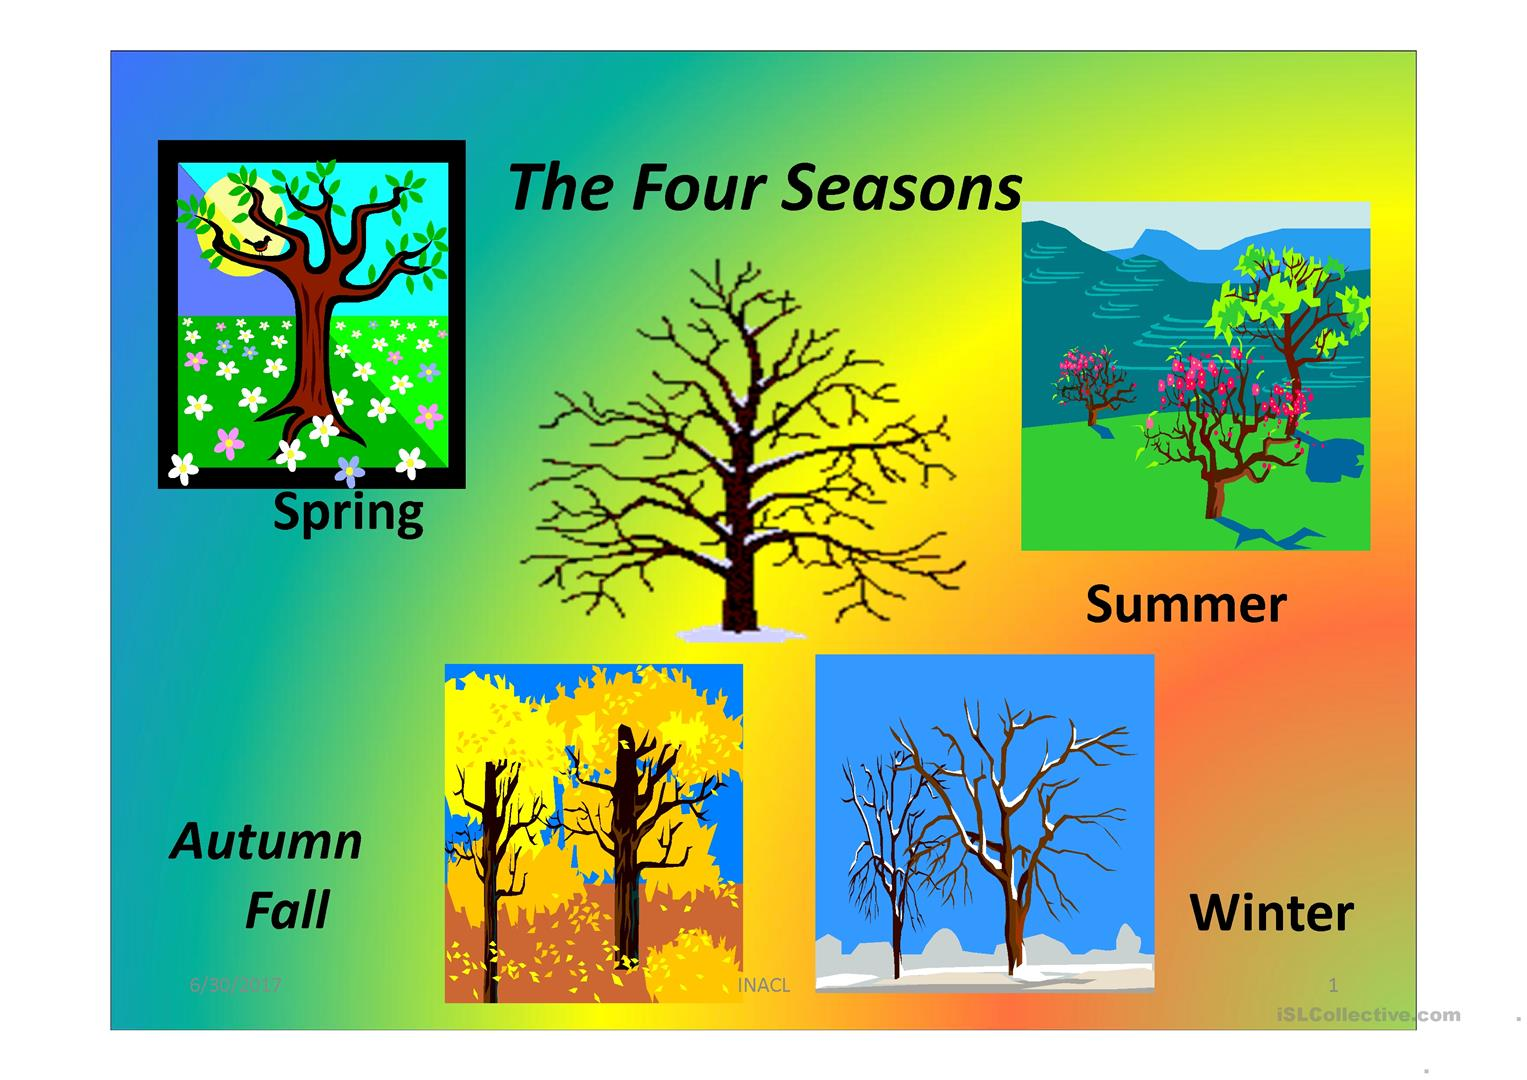 The Four Seasons
Spring
Summer
Autumn
Fall
Winter
6/30/2017
INACL
1
iSLCollective.com